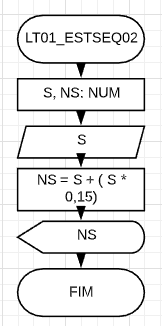 LT01_ESTSEQ02
S, NS: NUM
S
NS = S + ( S *
0,15)
NS
FIM